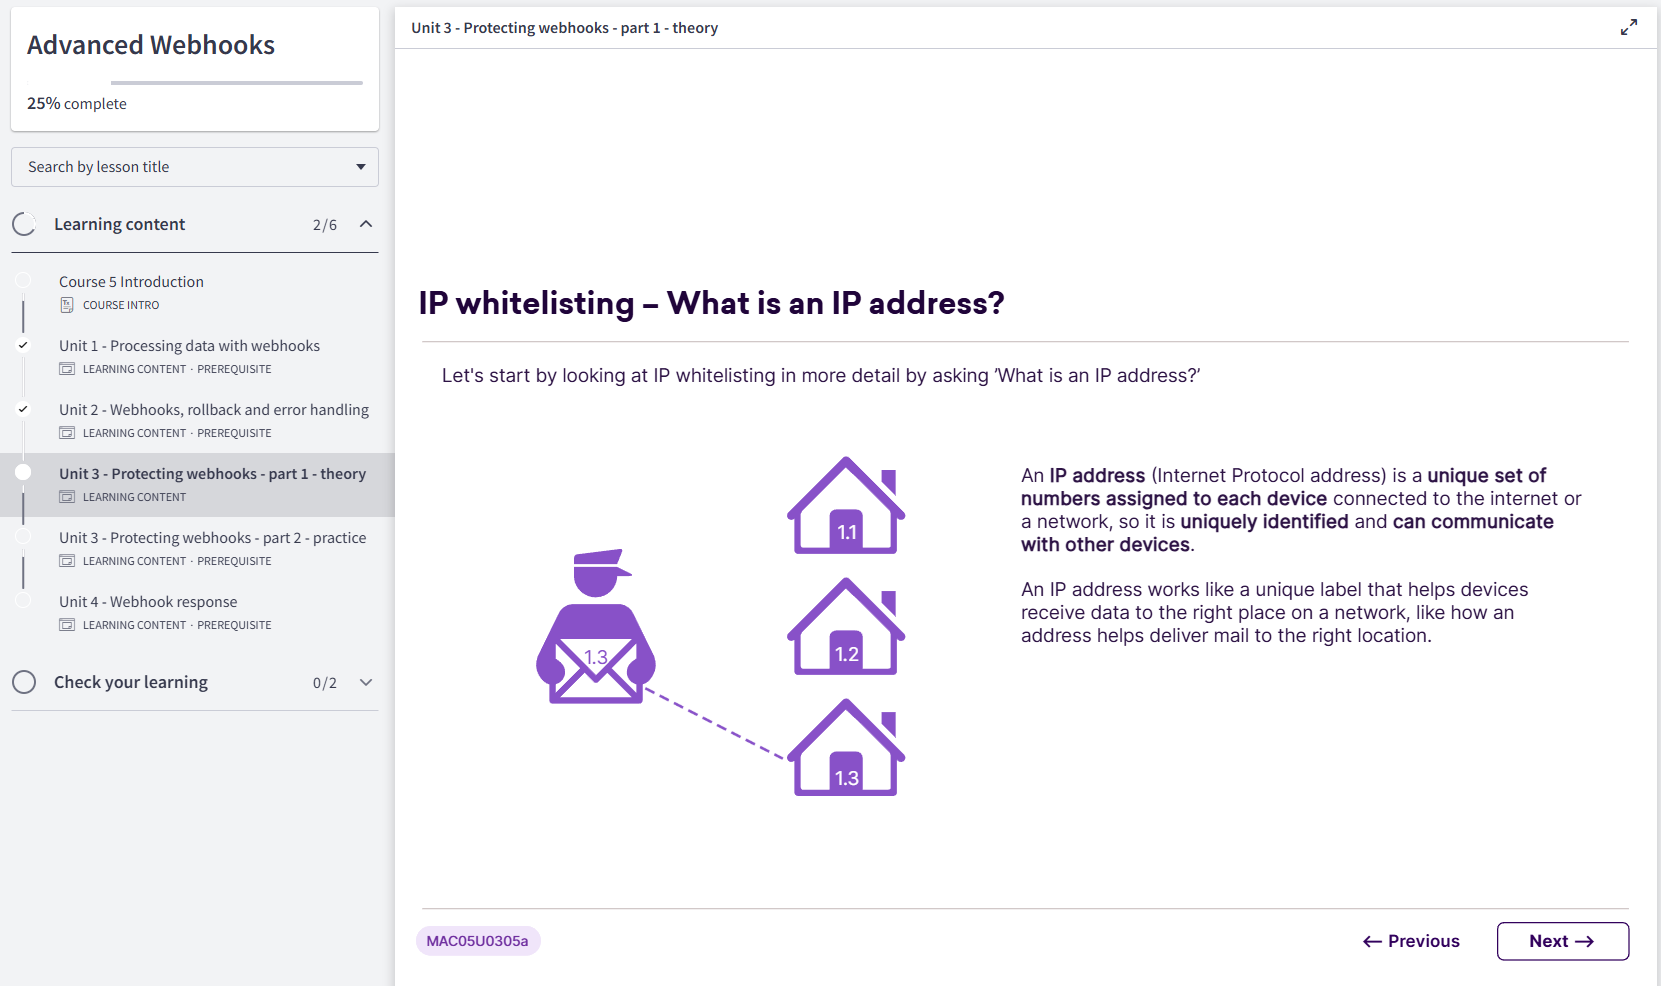 Advanced Webhooks
25% complete
Search by lesson title
Learning content 2/6
Course 5 Introduction
COURSE INTRO
Unit 1 - Processing data with webhooks
LEARNING CONTENT · PREREQUISITE
Unit 2 - Webhooks, rollback and error handling
LEARNING CONTENT · PREREQUISITE
Unit 3 - Protecting webhooks - part 1 - theory
LEARNING CONTENT
Unit 3 - Protecting webhooks - part 2 - practice
LEARNING CONTENT · PREREQUISITE
Unit 4 - Webhook response
LEARNING CONTENT · PREREQUISITE
Check your learning 0/2
Unit 3 - Protecting webhooks - part 1 - theory
IP whitelisting – What is an IP address?
Let's start by looking at IP whitelisting in more detail by asking ‘What is an IP address?’
1.3
1.1
1.2
1.3
An IP address (Internet Protocol address) is a unique set of
numbers assigned to each device connected to the internet or
a network, so it is uniquely identified and can communicate
with other devices.
An IP address works like a unique label that helps devices
receive data to the right place on a network, like how an
address helps deliver mail to the right location.
MAC05U0305a
← Previous
Next →